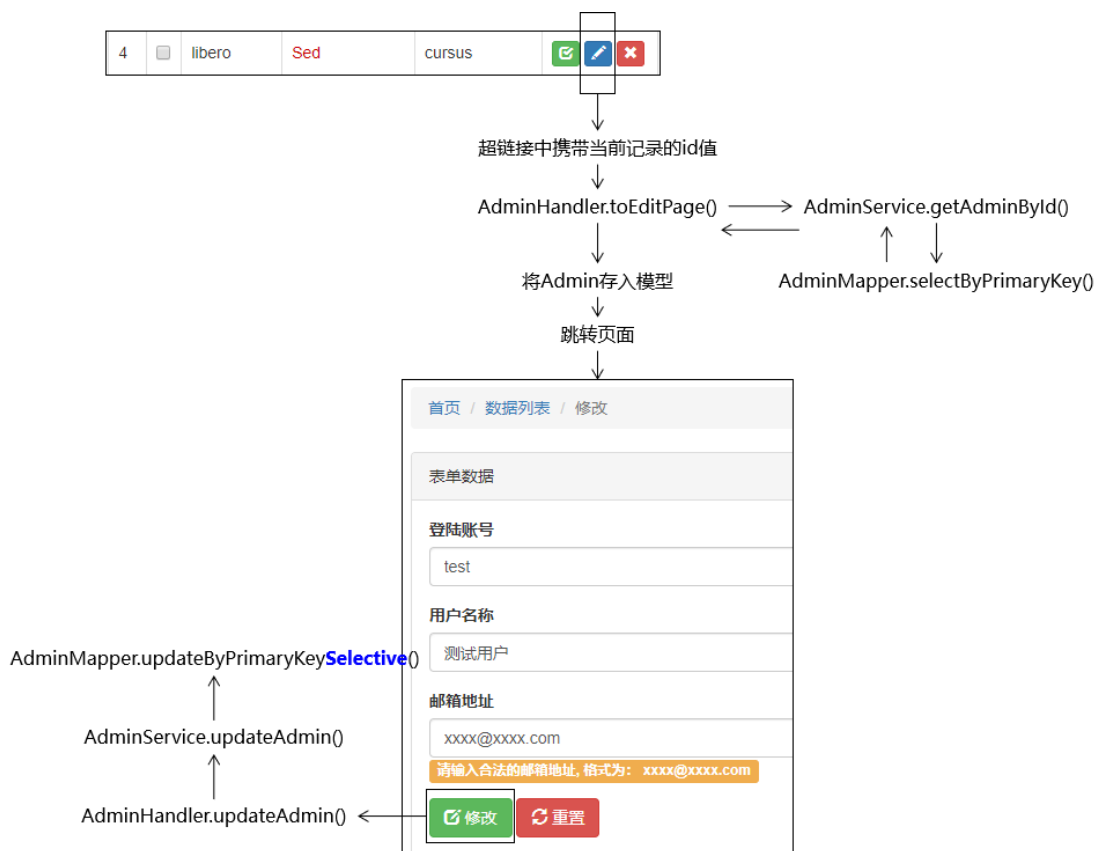 4 libero Sed cursus
超链接中携带当前记录的id值
AdminHandler.toEditPage() AdminService.getAdminById()
将Admin存入模型 AdminMapper.selectByPrimaryKey()
跳转页面
首页 / 数据列表 / 修改
表单数据
登陆账号
test
用户名称
测试用户
AdminMapper.updateByPrimaryKeySelective()
邮箱地址
xxxx@xxxx.com
AdminService.updateAdmin()
请输入合法的邮箱地址, 格式为： xxxx@xxxx.com
AdminHandler.updateAdmin() 修改 重置